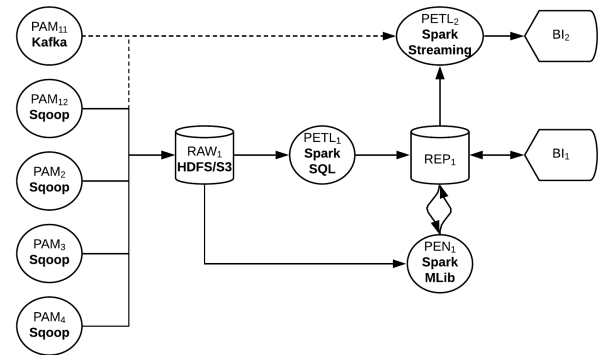 PAM₁₁
Kafka
PETL₂
Spark
Streaming
BI₂
PAM₁₂
Sqoop
RAW₁
HDFS/S3
PETL₁
Spark
SQL
REP₁
BI₁
PAM₂
Sqoop
PAM₃
Sqoop
PEN₁
Spark
MLib
PAM₄
Sqoop